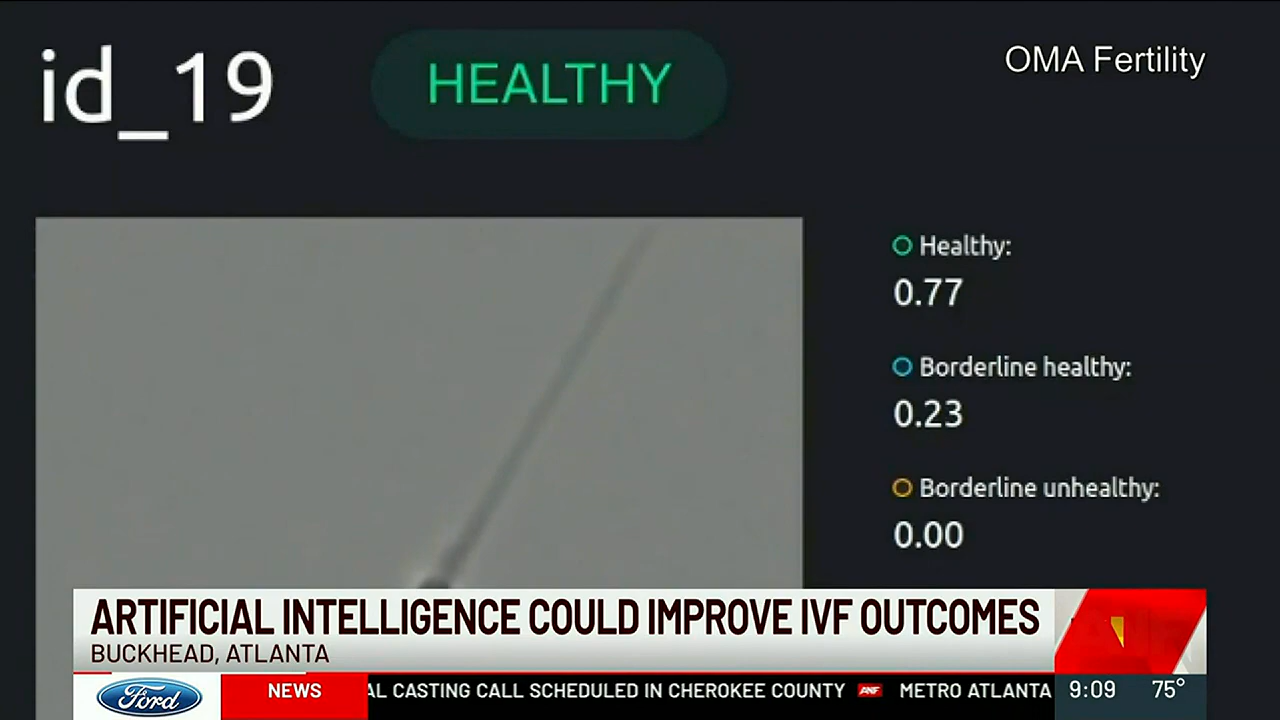 id_19
HEALTHY
OMA Fertility
Healthy:
0.77
Borderline healthy:
0.23
Borderline unhealthy:
0.00
ARTIFICIAL INTELLIGENCE COULD IMPROVE IVF OUTCOMES
BUCKHEAD, ATLANTA
Ford
NEWS
AL CASTING CALL SCHEDULED IN CHEROKEE COUNTY ANF METRO ATLANTA
9:09 75°